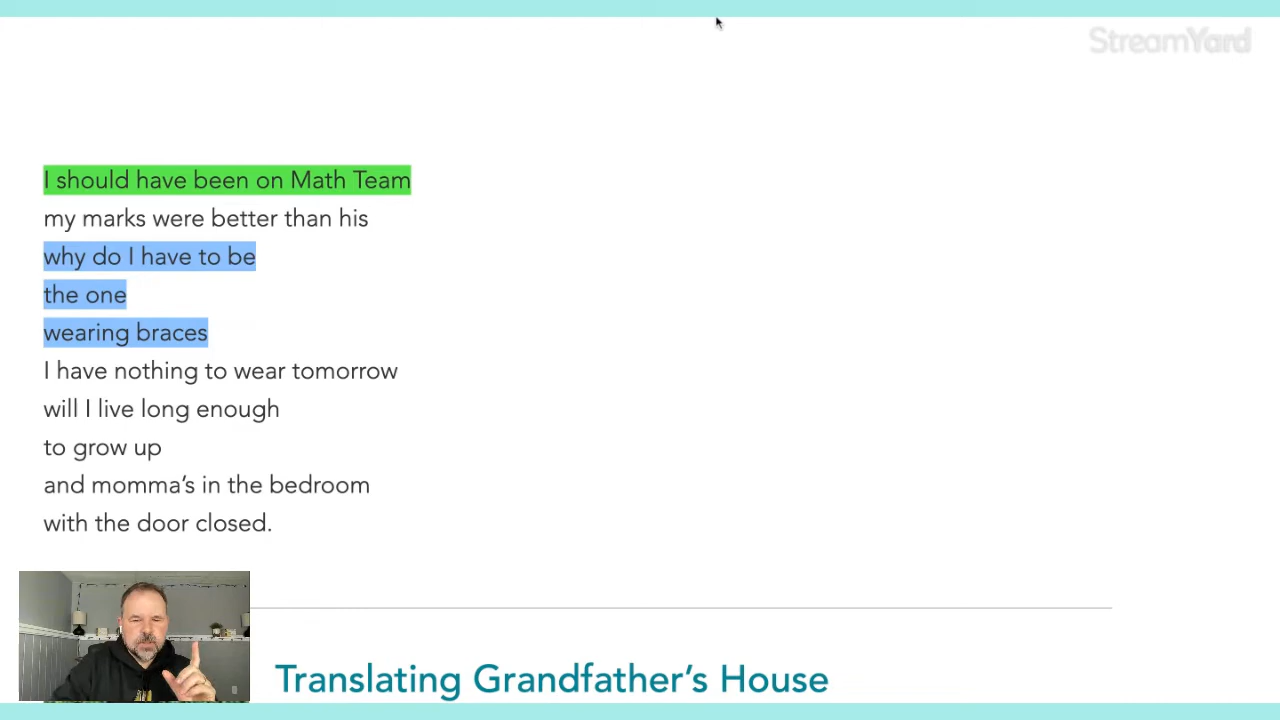 StreamYard
I should have been on Math Team
my marks were better than his
why do I have to be
the one
wearing braces
I have nothing to wear tomorrow
will I live long enough
to grow up
and momma’s in the bedroom
with the door closed.
Translating Grandfather’s House